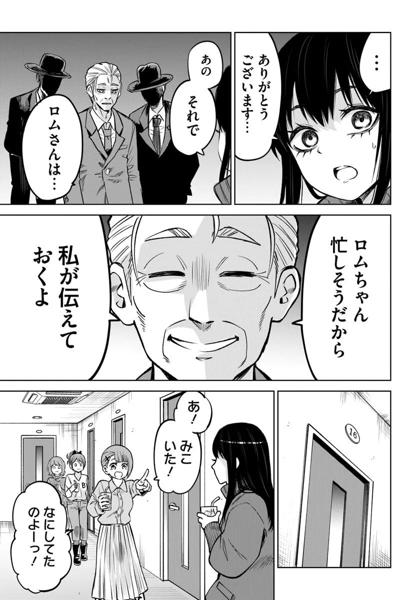 …
ありがとう
ございます…
あの
それで
ロムさんは…
ロムちゃん
忙しそうだから
私が伝えて
おくよ
16
あ！
みこ
いた！
なにしてた
のよーっ！